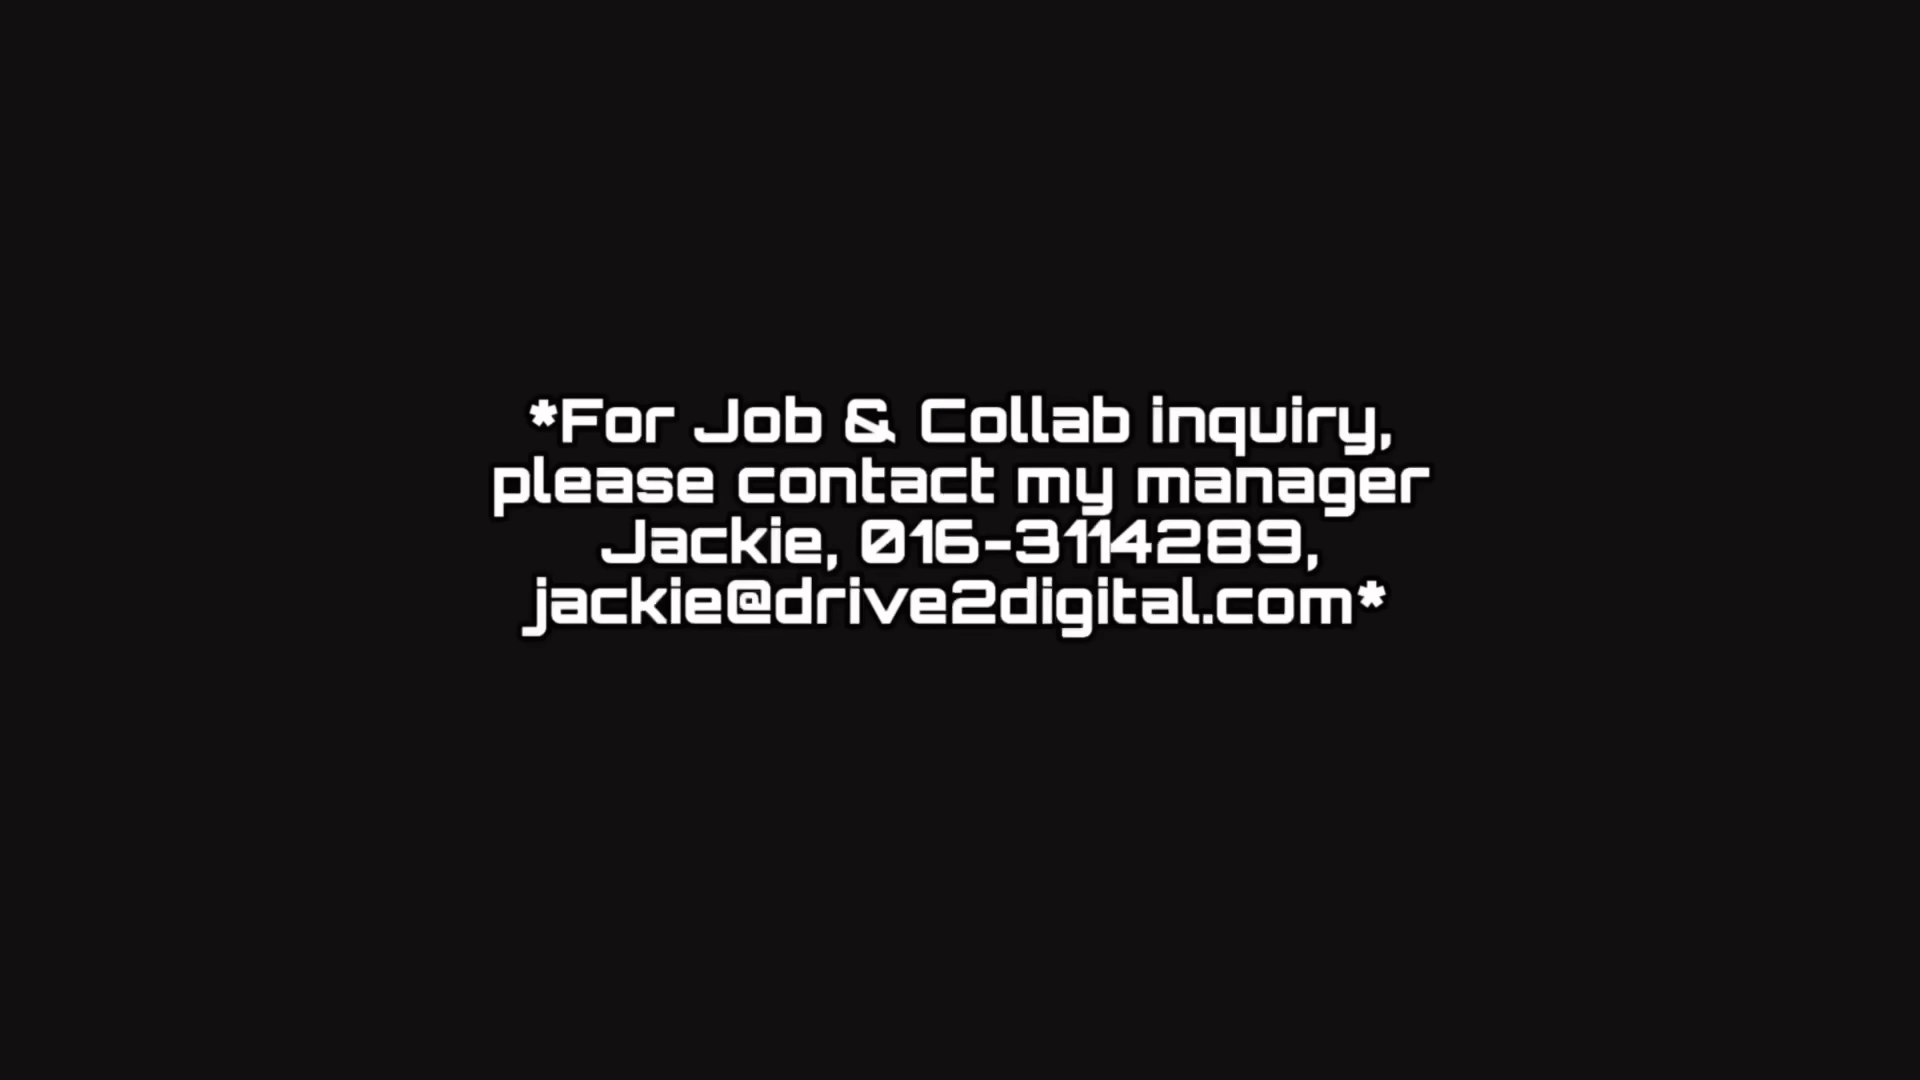 *For Job & Collab inquiry,
please contact my manager
Jackie, 016-3114289,
jackie@drive2digital.com*